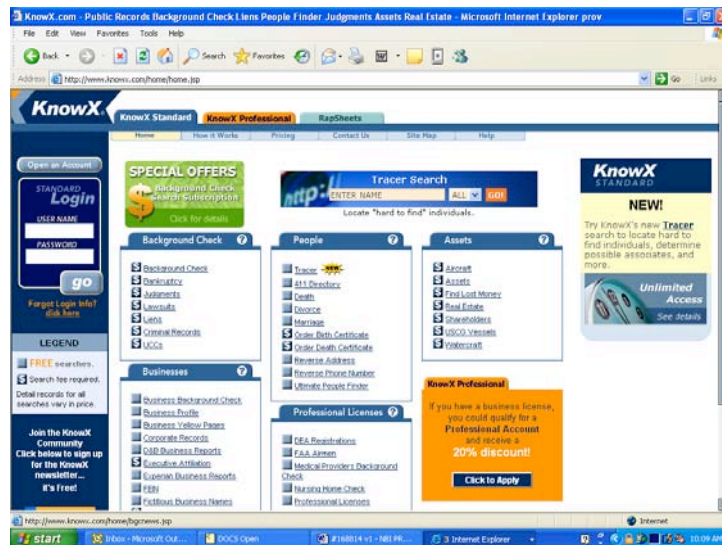 KnowX.com - Public Records Background Check Liens People Finder Judgments Assets Real Estate - Microsoft Internet Explorer prov
File Edit View Favorites Tools Help
Back Search Favorites
Address http://www.knowx.com/home/home.jsp Go Links
KnowX.
KnowX Standard KnowX Professional RapSheets
Home How it Works Pricing Contact Us Site Map Help
Open an Account
STANDARD
Login
USER NAME
PASSWORD
go
Forgot Login Info?
click here
LEGEND
FREE searches.
$ Search fee required.
Detail records for all
searches vary in price.
Join the KnowX
Community
Click below to sign up
for the KnowX
newsletter...
it's Free!
SPECIAL OFFERS
Background Check
Search Subscription
Click for details
http:
Tracer Search
ENTER NAME ALL GO!
Locate "hard to find" individuals.
Background Check ?
Background Check
Bankruptcy
Judgments
Lawsuits
Liens
Criminal Records
UCCs
Businesses ?
Business Background Check
Business Profile
Business Yellow Pages
Corporate Records
D&B Business Reports
Executive Affiliation
Experian Business Reports
FEIN
Fictitious Business Names
People ?
Tracer NEW
411 Directory
Death
Divorce
Marriage
Order Birth Certificate
Order Death Certificate
Reverse Address
Reverse Phone Number
Ultimate People Finder
Professional Licenses ?
DEA Registrations
FAA Airmen
Medical Providers Background
Check
Nursing Home Check
Professional Licenses
Assets ?
Aircraft
Assets
Find Lost Money
Real Estate
Shareholders
USCG Vessels
Watercraft
KnowX Professional
If you have a business license,
you could qualify for a
Professional Account
and receive a
20% discount!
Click to Apply
KnowX
STANDARD
NEW!
Try KnowX's new Tracer
search to locate hard to
find individuals, determine
possible associates, and
more.
Unlimited
Access
See details
http://www.knowx.com/home/bgcnews.jsp Internet
start Inbox - Microsoft Out... DOCS Open #168814 v1 - NBI PR... 3 Internet Explorer 10:09 AM